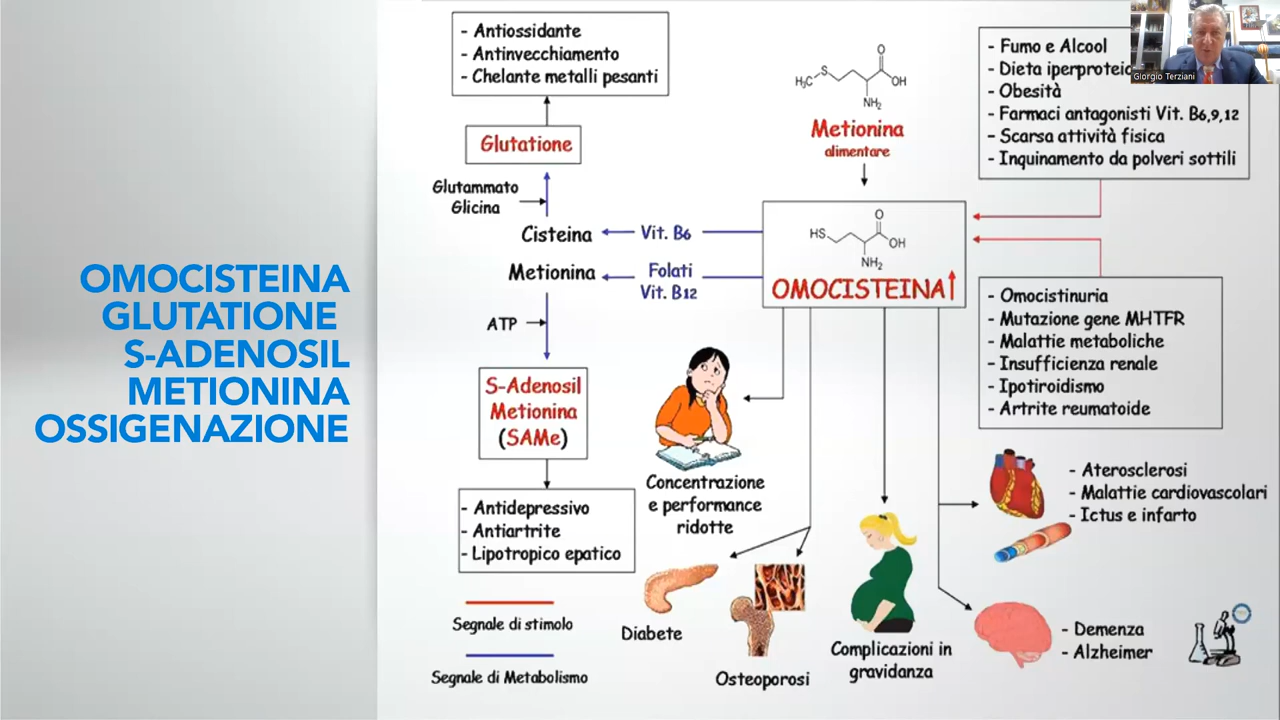 OMOCISTEINA
GLUTATIONE
S-ADENOSIL
METIONINA
OSSIGENAZIONE
- Antiossidante
- Antinvecchiamento
- Chelante metalli pesanti
Glutatione
Glutammato
Glicina
Cisteina
Vit. B6
Metionina
Folati
Vit. B12
ATP
S-Adenosil
Metionina
(SAMe)
- Antidepressivo
- Antiartrite
- Lipotropico epatico
Segnale di stimolo
Segnale di Metabolismo
H₃C
S
O
OH
NH₂
Metionina
alimentare
HS
O
OH
NH₂
OMOCISTEINA
- Fumo e Alcool
- Dieta
- Obesità
- Farmaci antagonisti Vit. B6,9,12
- Scarsa attività fisica
- Inquinamento da polveri sottili
Giorgio Terziani
- Omocistinuria
- Mutazione gene MHTFR
- Malattie metaboliche
- Insufficienza renale
- Ipotiroidismo
- Artrite reumatoide
Concentrazione
e performance
ridotte
Diabete
Osteoporosi
Complicazioni in
gravidanza
- Aterosclerosi
- Malattie cardiovascolari
- Ictus e infarto
- Demenza
- Alzheimer